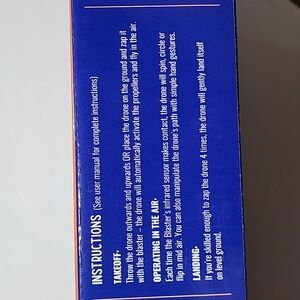 INSTRUCTIONS (See user manual for complete instructions)
TAKEOFF-
Throw the drone outwards and upwards OR place the drone on the ground and zap it
with the blaster – the drone will automatically activate the propellers and fly in the air.
OPERATING IN THE AIR-
Each time the Blaster's infrared sensor makes contact, the drone will spin, circle or
flip in mid air. You can also manipulate the drone's path with simple hand gestures.
LANDING-
If you're skilled enough to zap the drone 4 times, the drone will gently land itself
on level ground.